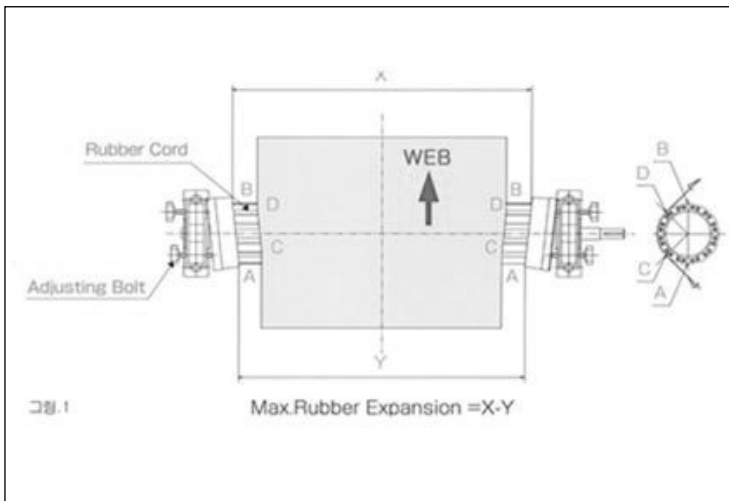 X
Rubber Cord
WEB
B
B
B
D
D
D
C
C
C
A
A
A
Adjusting Bolt
Y
그림.1
Max.Rubber Expansion =X-Y